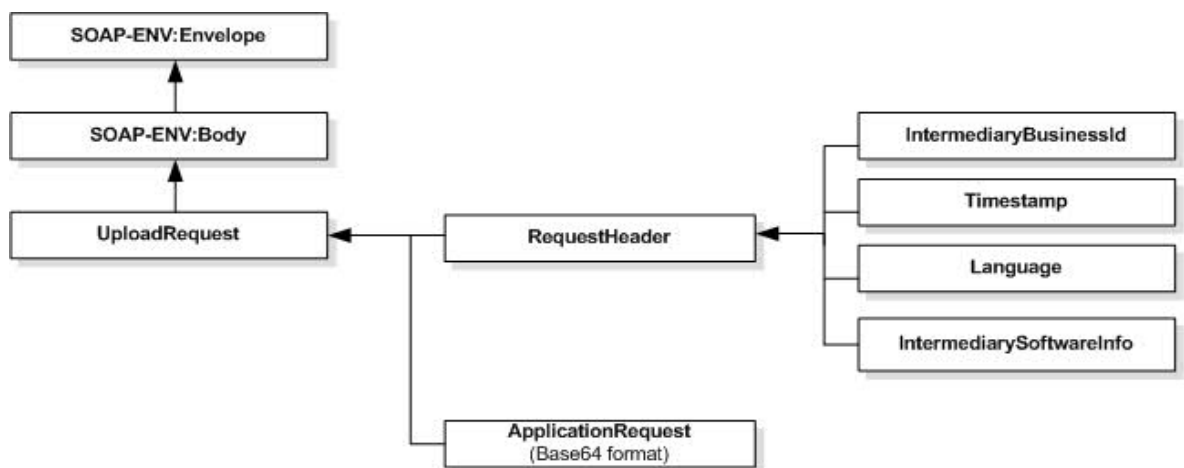 SOAP-ENV:Envelope
SOAP-ENV:Body
UploadRequest
RequestHeader
IntermediaryBusinessId
Timestamp
Language
IntermediarySoftwareInfo
ApplicationRequest
(Base64 format)